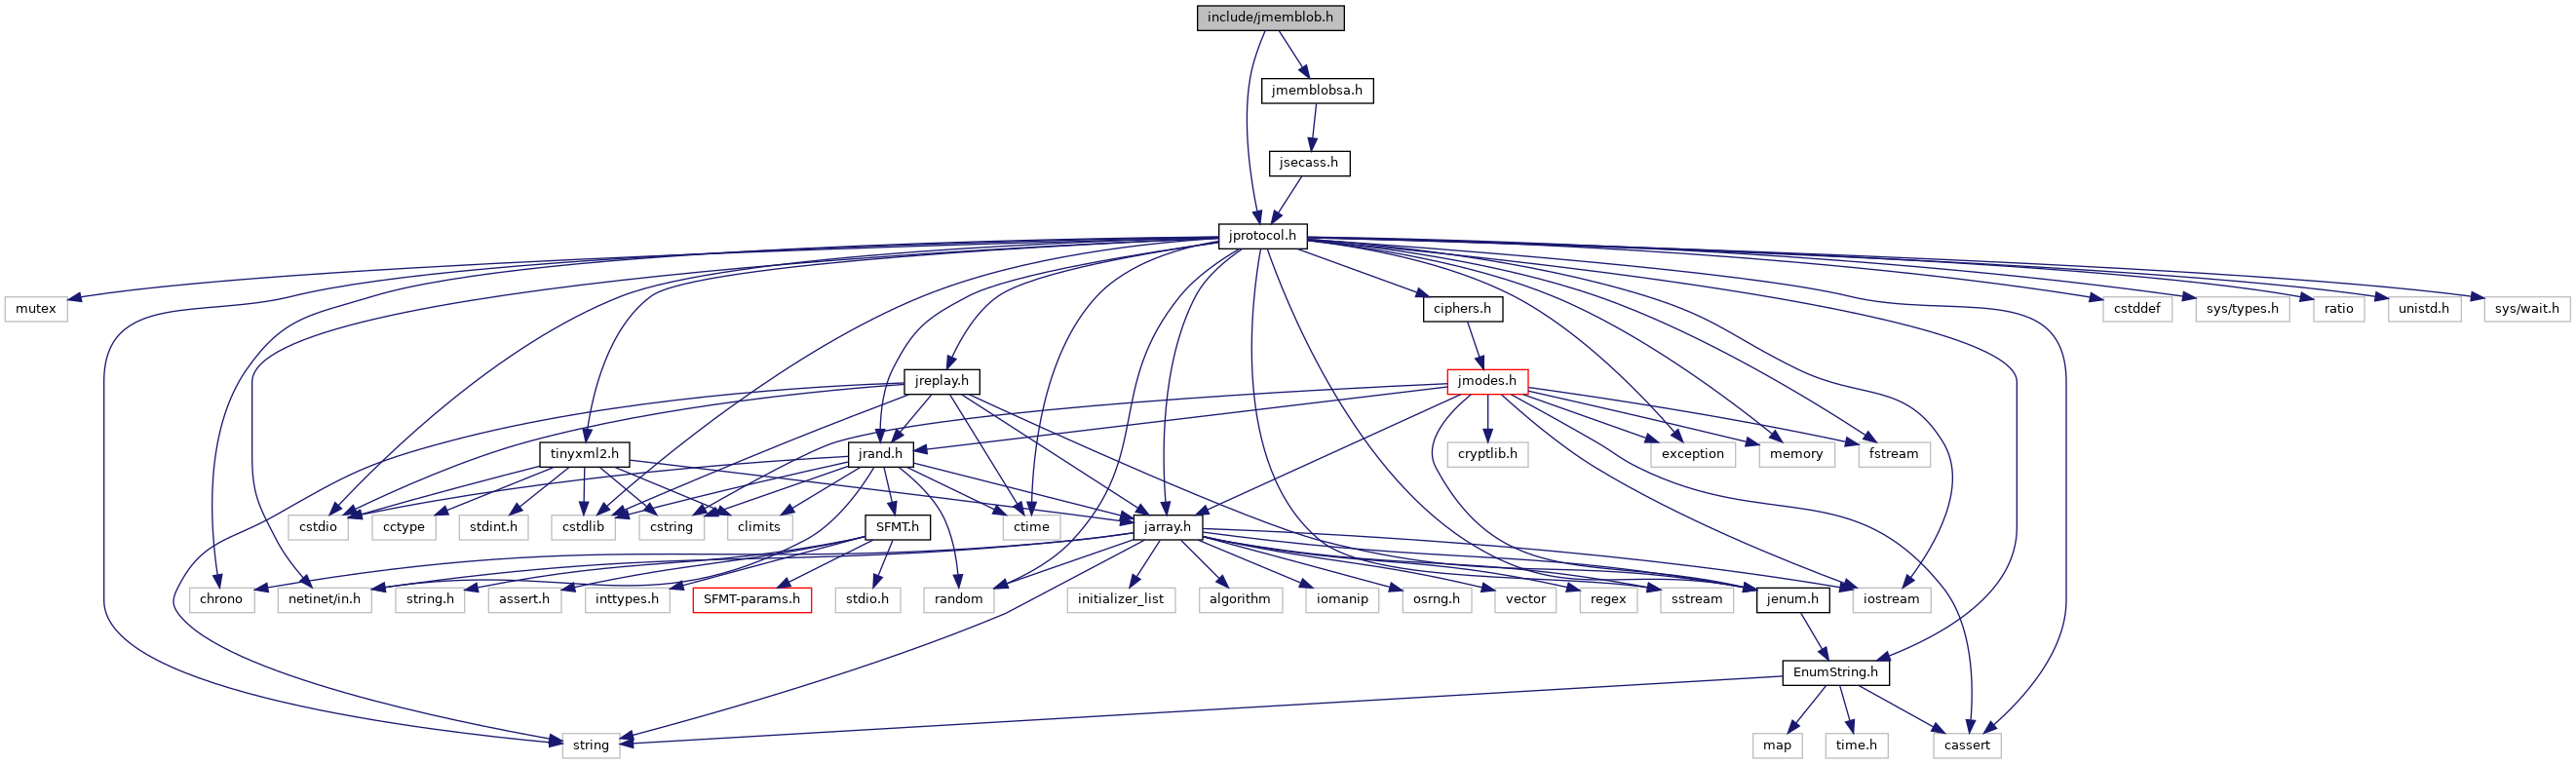 include/jmemblob.h
jmemblobsa.h
jsecass.h
jprotocol.h
mutex
ciphers.h
cstddef
sys/types.h
ratio
unistd.h
sys/wait.h
jreplay.h
jmodes.h
tinyxml2.h
jrand.h
cryptlib.h
exception
memory
fstream
cstdio
cctype
stdint.h
cstdlib
cstring
climits
SFMT.h
ctime
jarray.h
chrono
netinet/in.h
string.h
assert.h
inttypes.h
SFMT-params.h
stdio.h
random
initializer_list
algorithm
iomanip
osrng.h
vector
regex
sstream
jenum.h
iostream
EnumString.h
string
map
time.h
cassert